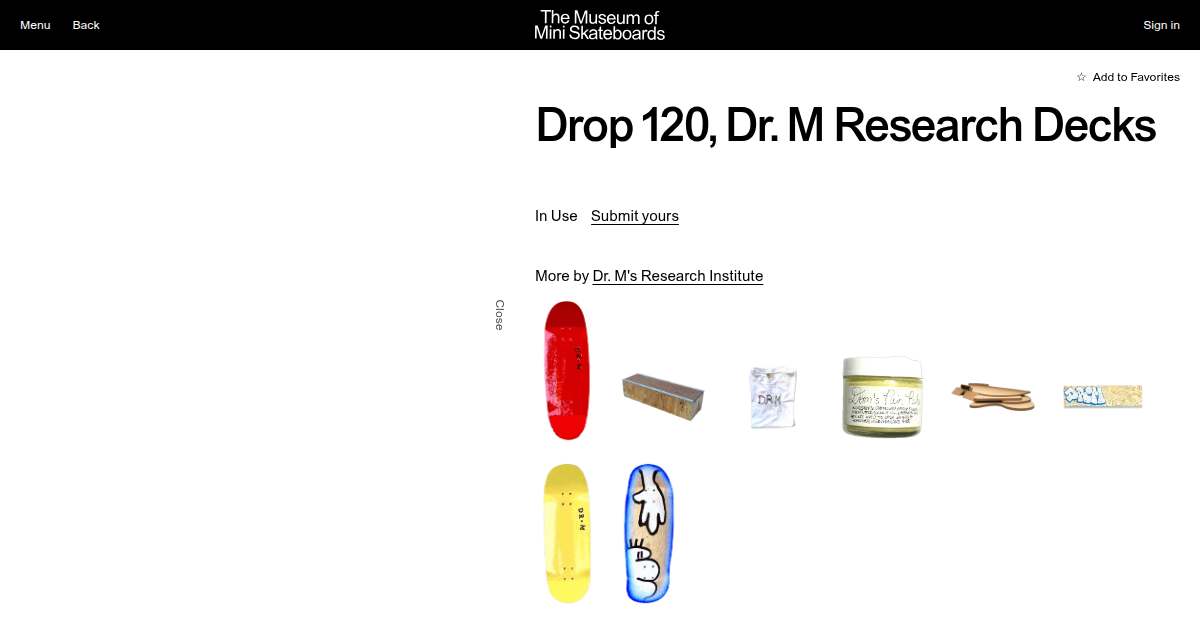 Menu
Back
The Museum of
Mini Skateboards
Sign in
☆ Add to Favorites
Drop 120, Dr. M Research Decks
In Use Submit yours
More by Dr. M's Research Institute
Close
DRM
DR.M